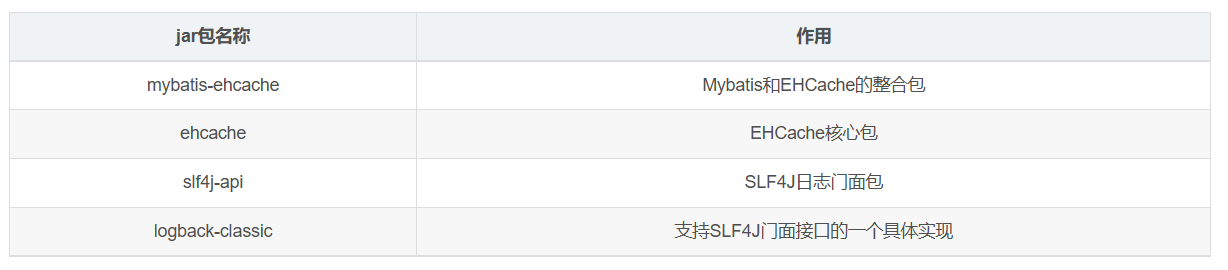 jar包名称 作用
mybatis-ehcache Mybatis和EHCache的整合包
ehcache EHCache核心包
slf4j-api SLF4J日志门面包
logback-classic 支持SLF4J门面接口的一个具体实现